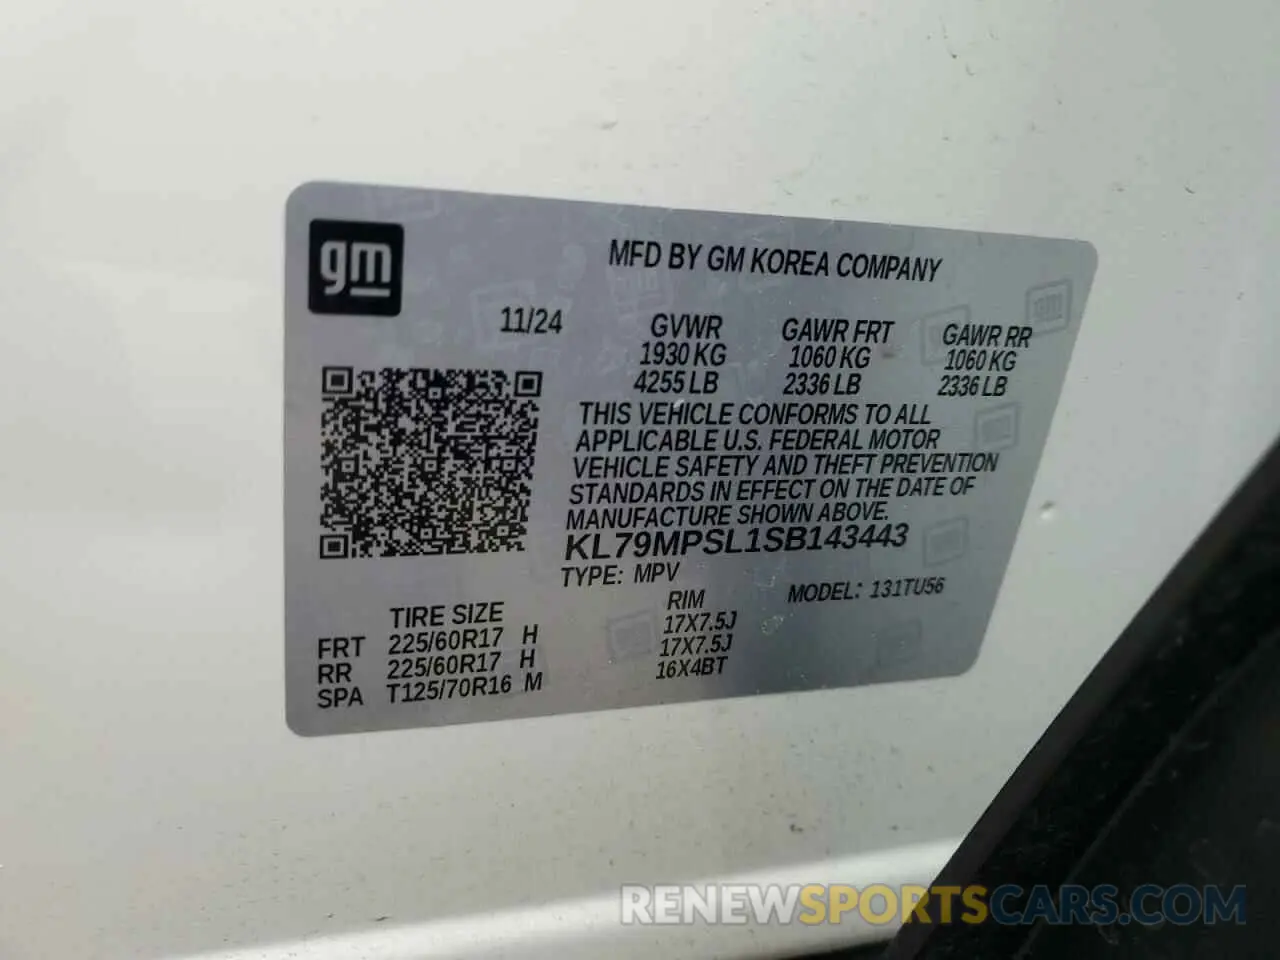 gm
MFD BY GM KOREA COMPANY
11/24
GVWR GAWR FRT GAWR RR
1930 KG 1060 KG 1060 KG
4255 LB 2336 LB 2336 LB
THIS VEHICLE CONFORMS TO ALL
APPLICABLE U.S. FEDERAL MOTOR
VEHICLE SAFETY AND THEFT PREVENTION
STANDARDS IN EFFECT ON THE DATE OF
MANUFACTURE SHOWN ABOVE.
KL79MPSL1SB143443
TYPE: MPV MODEL: 131TU56
TIRE SIZE RIM
FRT 225/60R17 H 17X7.5J
RR 225/60R17 H 17X7.5J
SPA T125/70R16 M 16X4BT
RENEWSPORTSCARS.COM